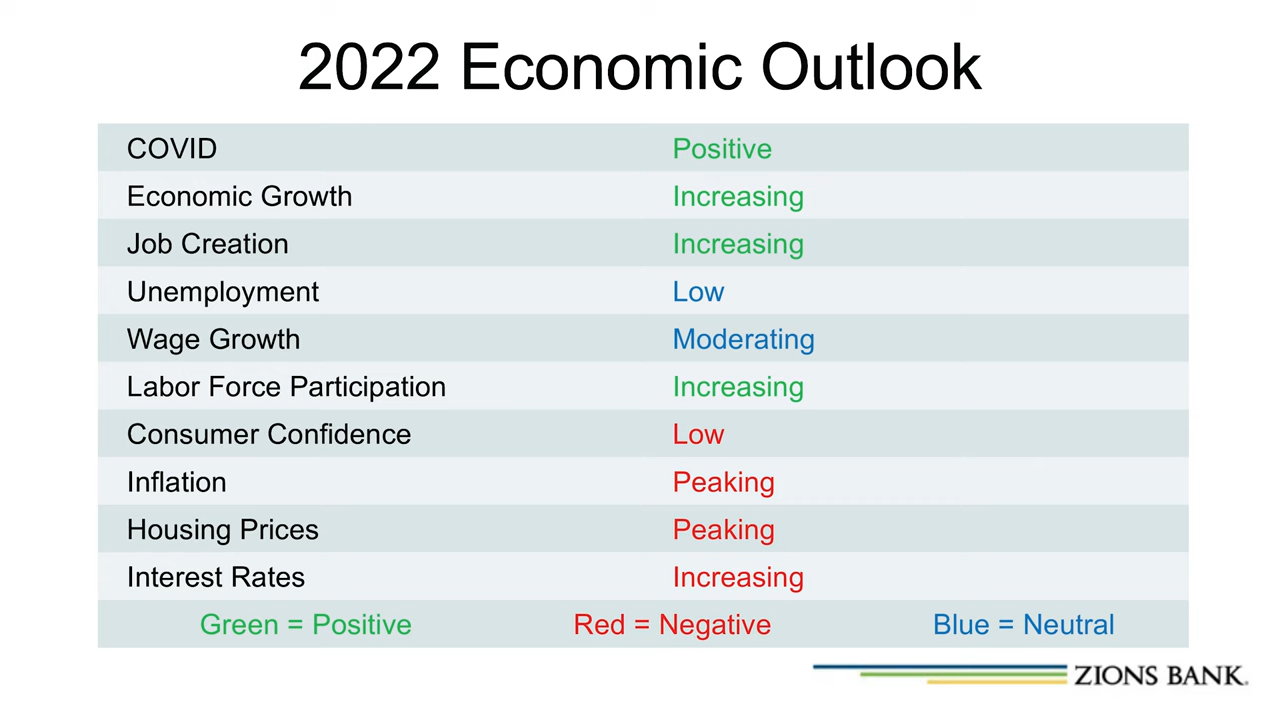 2022 Economic Outlook
COVID Positive
Economic Growth Increasing
Job Creation Increasing
Unemployment Low
Wage Growth Moderating
Labor Force Participation Increasing
Consumer Confidence Low
Inflation Peaking
Housing Prices Peaking
Interest Rates Increasing
Green = Positive Red = Negative Blue = Neutral
ZIONS BANK.